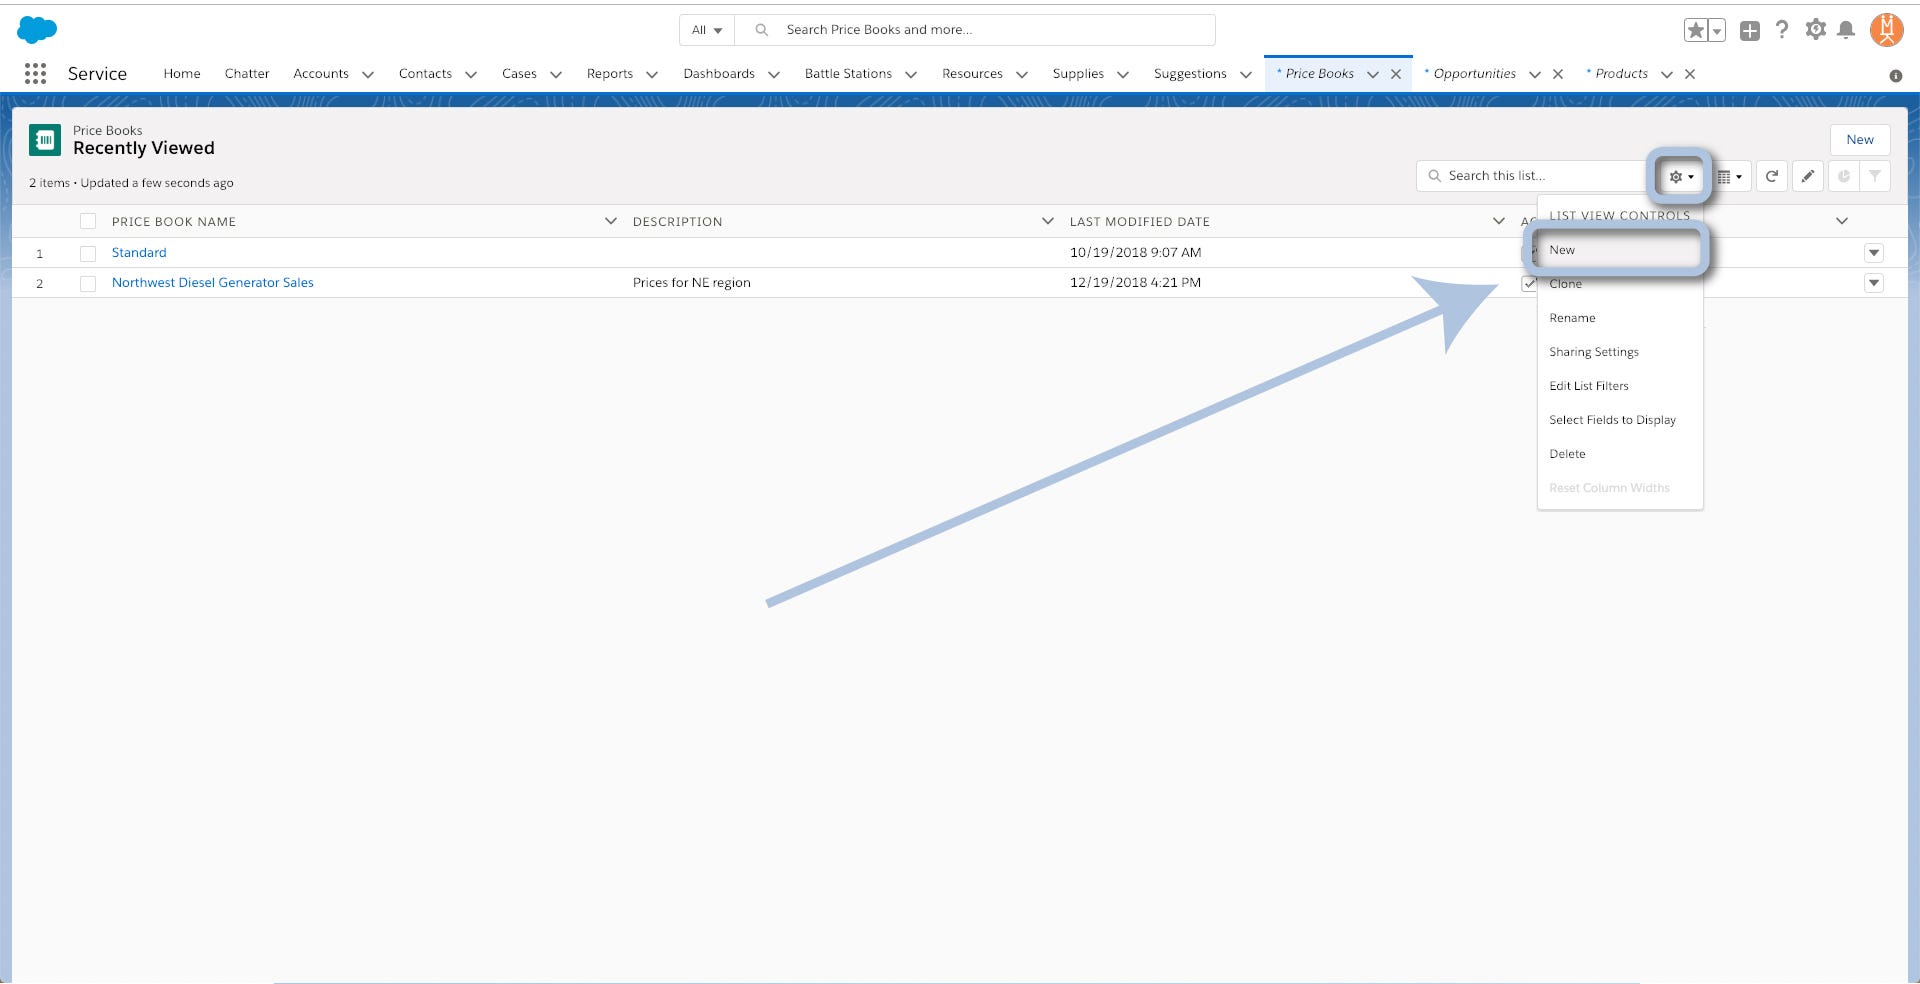 All Search Price Books and more...
Service Home Chatter Accounts Contacts Cases Reports Dashboards Battle Stations Resources Supplies Suggestions * Price Books * Opportunities * Products
Price Books
Recently Viewed
New
2 items • Updated a few seconds ago
Search this list...
PRICE BOOK NAME DESCRIPTION LAST MODIFIED DATE
1 Standard 10/19/2018 9:07 AM
2 Northwest Diesel Generator Sales Prices for NE region 12/19/2018 4:21 PM
LIST VIEW CONTROLS
New
Clone
Rename
Sharing Settings
Edit List Filters
Select Fields to Display
Delete
Reset Column Widths